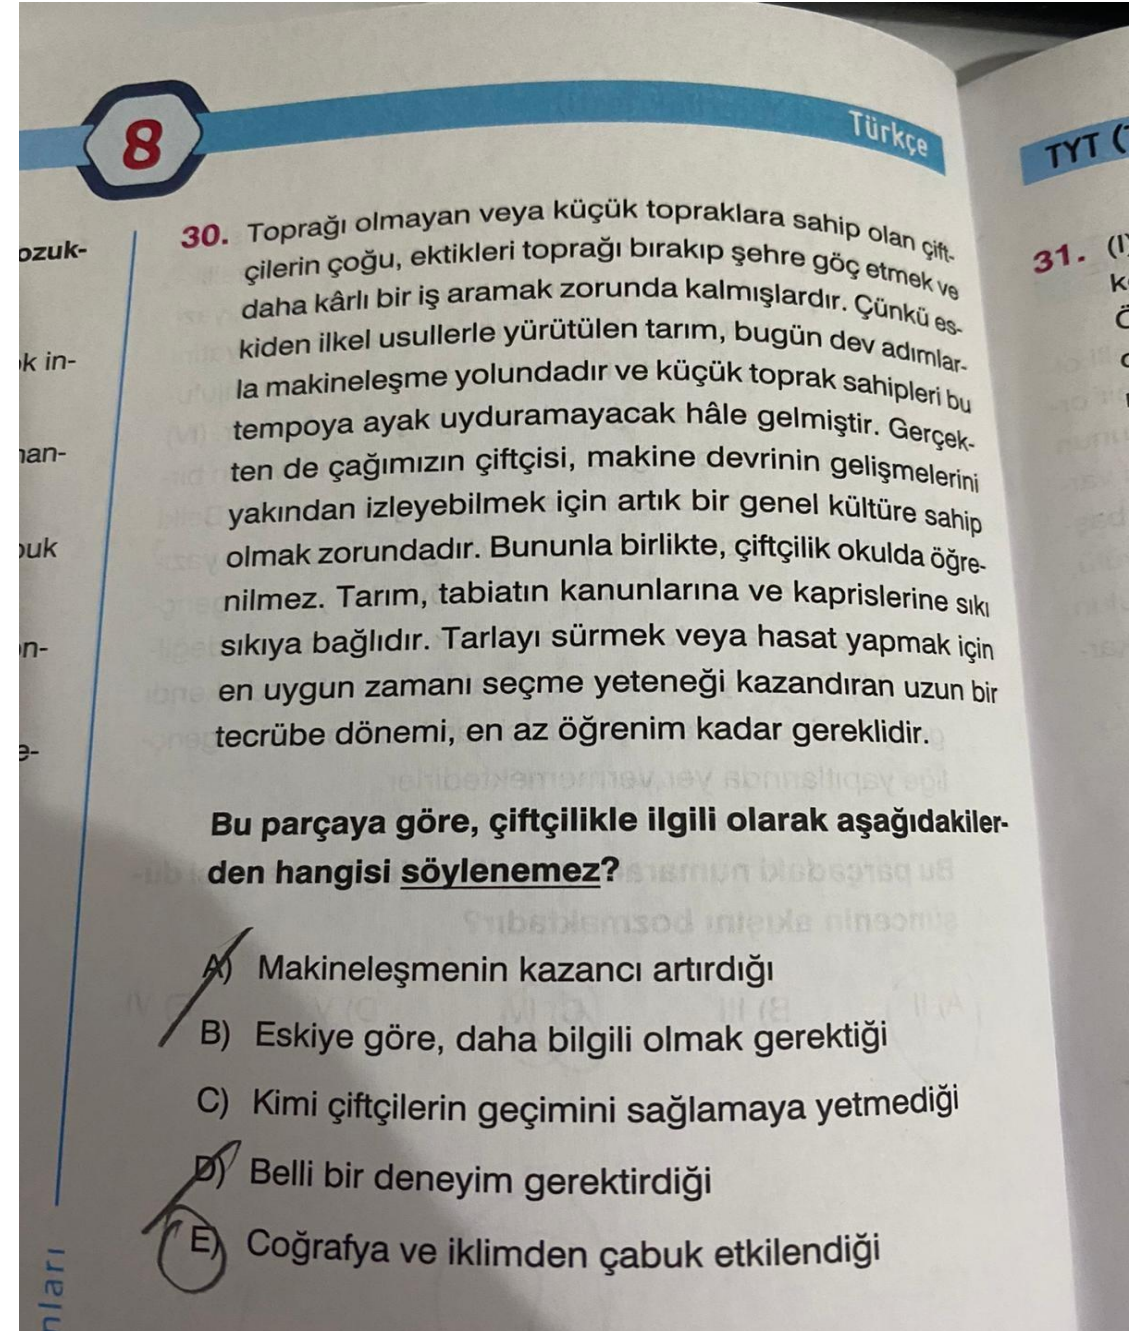 8
Türkçe
ozuk-
k in-
nan-
ouk
n-
e-
nları
30. Toprağı olmayan veya küçük topraklara sahip olan çift-
çilerin çoğu, ektikleri toprağı bırakıp şehre göç etmek ve
daha kârlı bir iş aramak zorunda kalmışlardır. Çünkü es-
kiden ilkel usullerle yürütülen tarım, bugün dev adımlar-
la makineleşme yolundadır ve küçük toprak sahipleri bu
tempoya ayak uyduramayacak hâle gelmiştir. Gerçek-
ten de çağımızın çiftçisi, makine devrinin gelişmelerini
yakından izleyebilmek için artık bir genel kültüre sahip
olmak zorundadır. Bununla birlikte, çiftçilik okulda öğre-
nilmez. Tarım, tabiatın kanunlarına ve kaprislerine sıkı
sıkıya bağlıdır. Tarlayı sürmek veya hasat yapmak için
en uygun zamanı seçme yeteneği kazandıran uzun bir
tecrübe dönemi, en az öğrenim kadar gereklidir.
Bu parçaya göre, çiftçilikle ilgili olarak aşağıdakiler-
den hangisi söylenemez?
A) Makineleşmenin kazancı artırdığı
B) Eskiye göre, daha bilgili olmak gerektiği
C) Kimi çiftçilerin geçimini sağlamaya yetmediği
D) Belli bir deneyim gerektirdiği
E) Coğrafya ve iklimden çabuk etkilendiği
TYT (
31. (I)